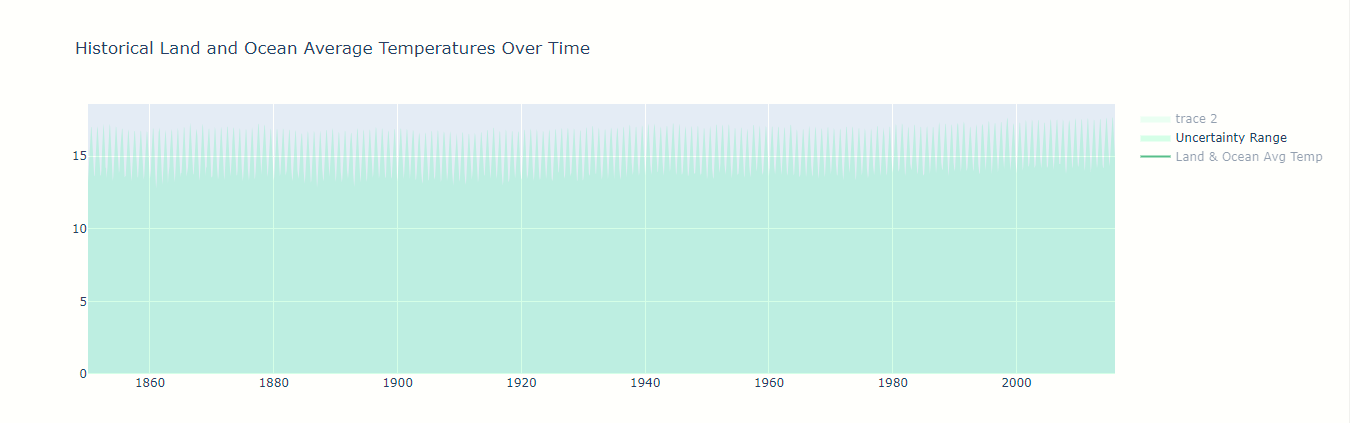 Historical Land and Ocean Average Temperatures Over Time
trace 2
Uncertainty Range
Land & Ocean Avg Temp
15
10
5
0
1860 1880 1900 1920 1940 1960 1980 2000